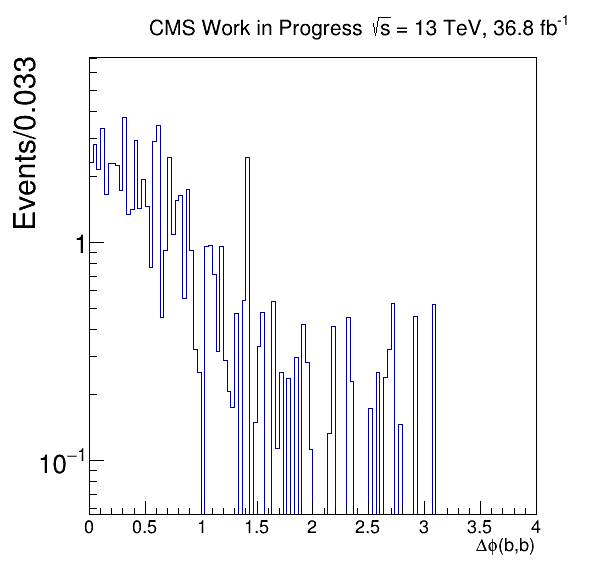 CMS Work in Progress √s = 13 TeV, 36.8 fb⁻¹
Events/0.033
1
10⁻¹
0 0.5 1 1.5 2 2.5 3 3.5 4
Δϕ(b,b)